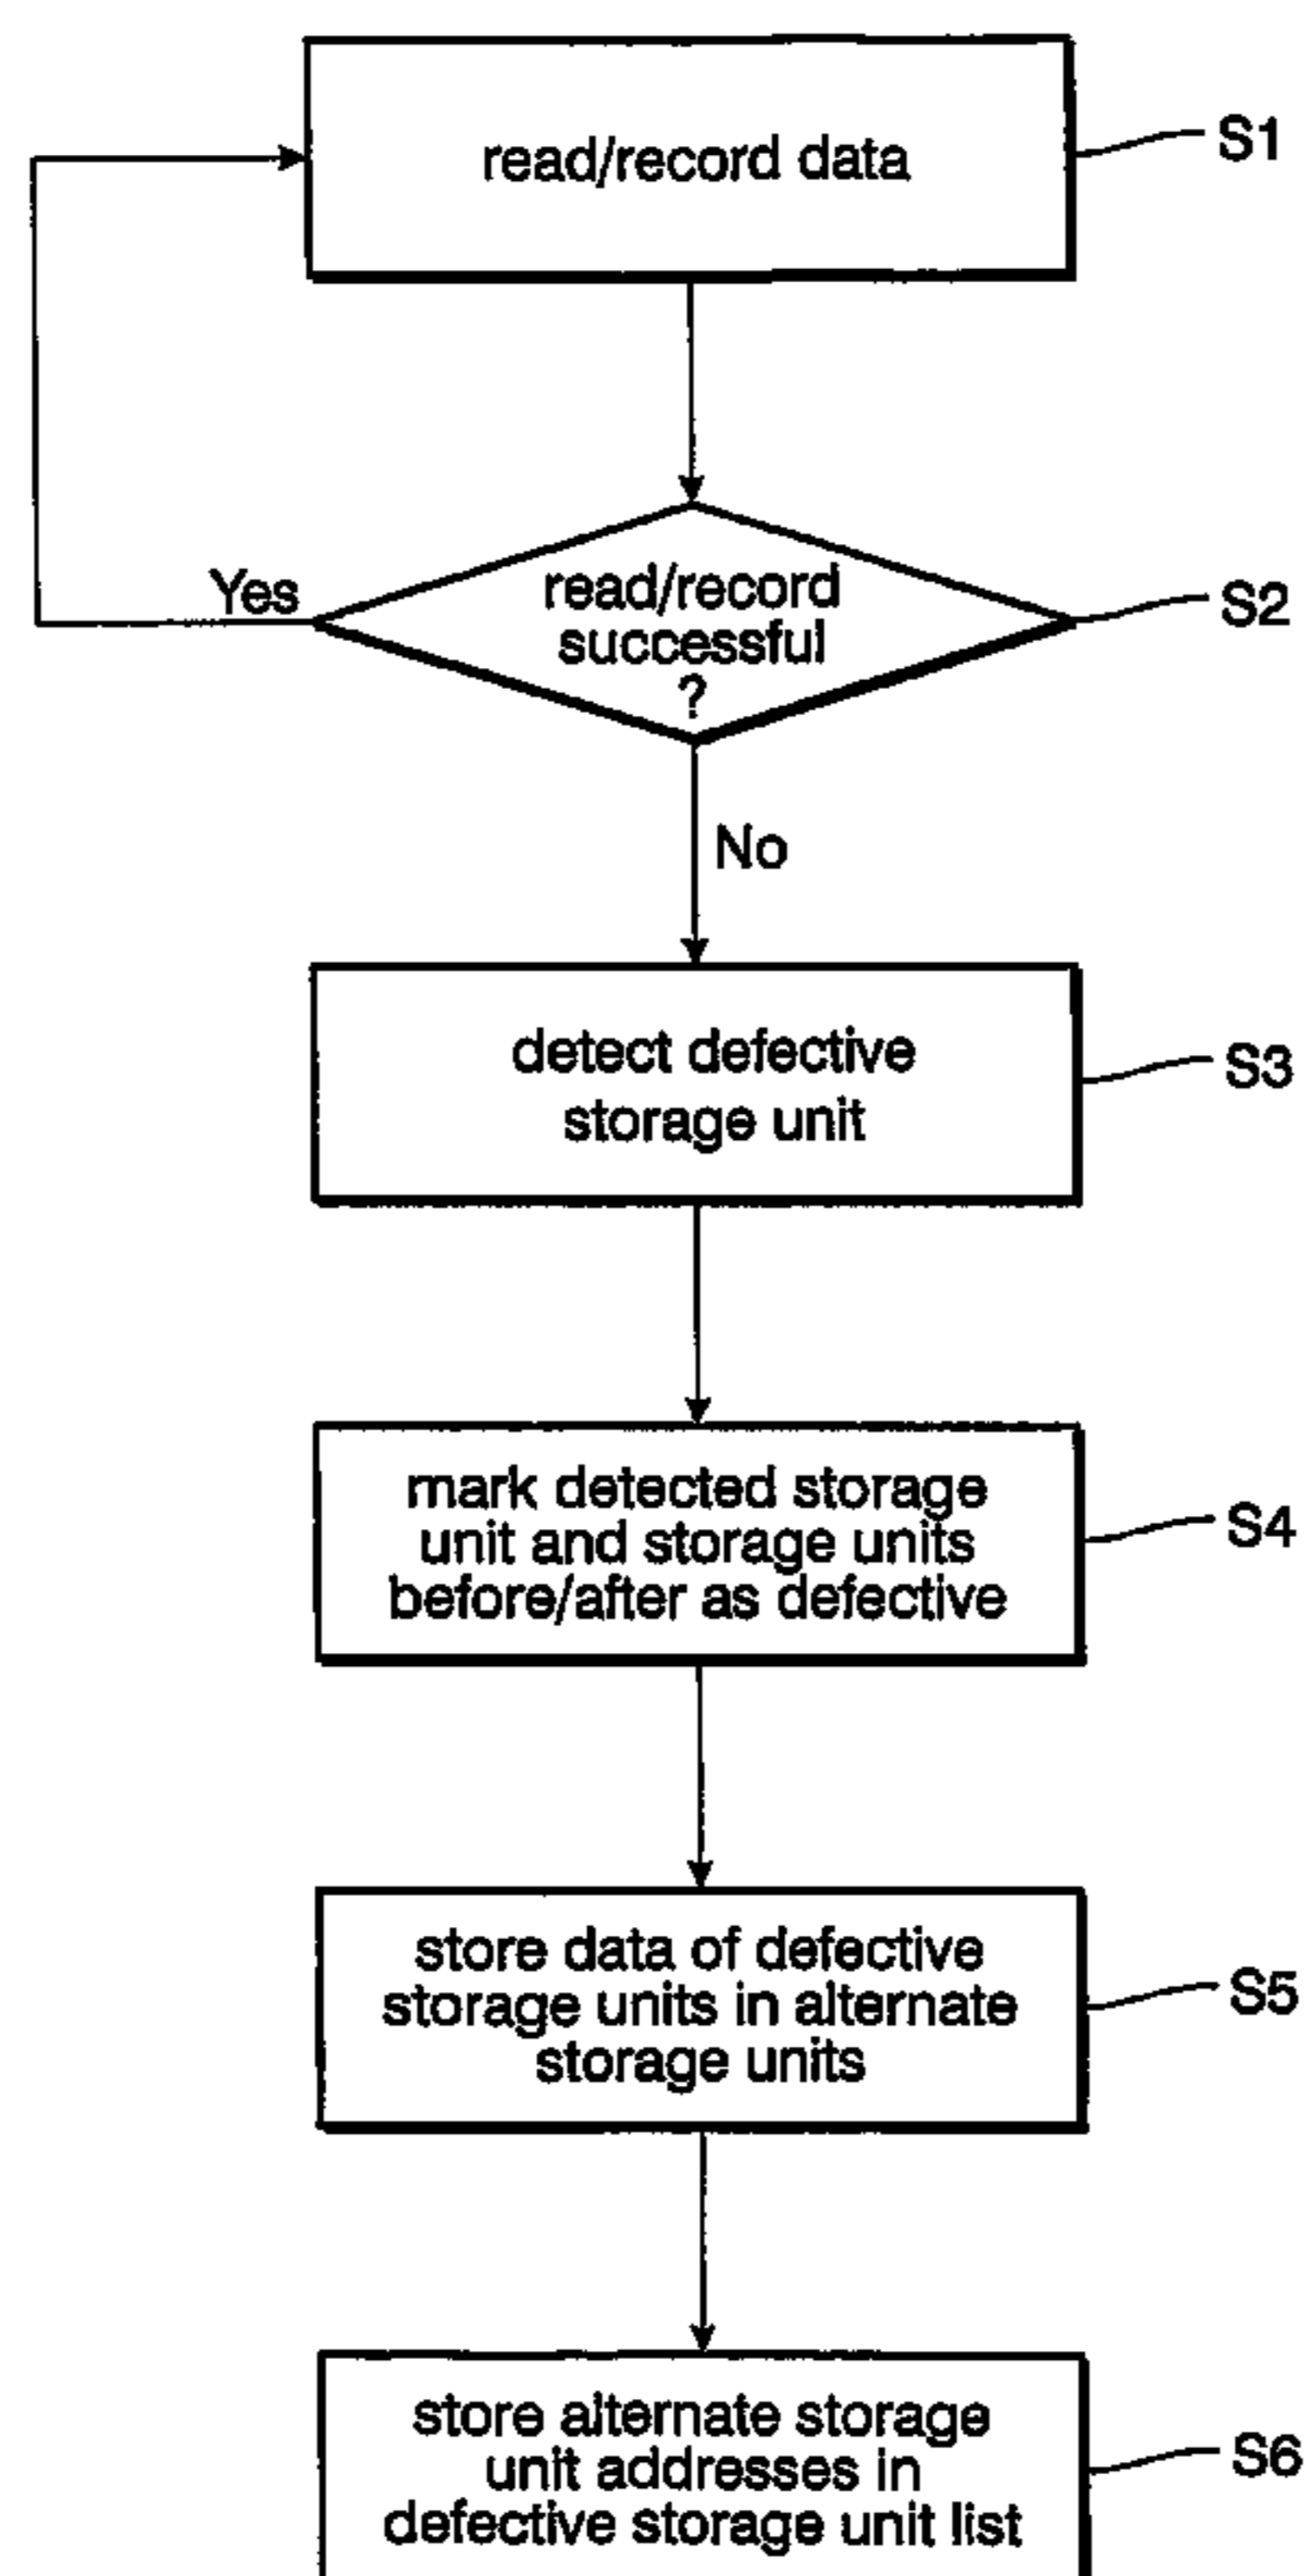 read/record data
S1
Yes
read/record
successful
?
S2
No
detect defective
storage unit
S3
mark detected storage
unit and storage units
before/after as defective
S4
store data of defective
storage units in alternate
storage units
S5
store alternate storage
unit addresses in
defective storage unit list
S6